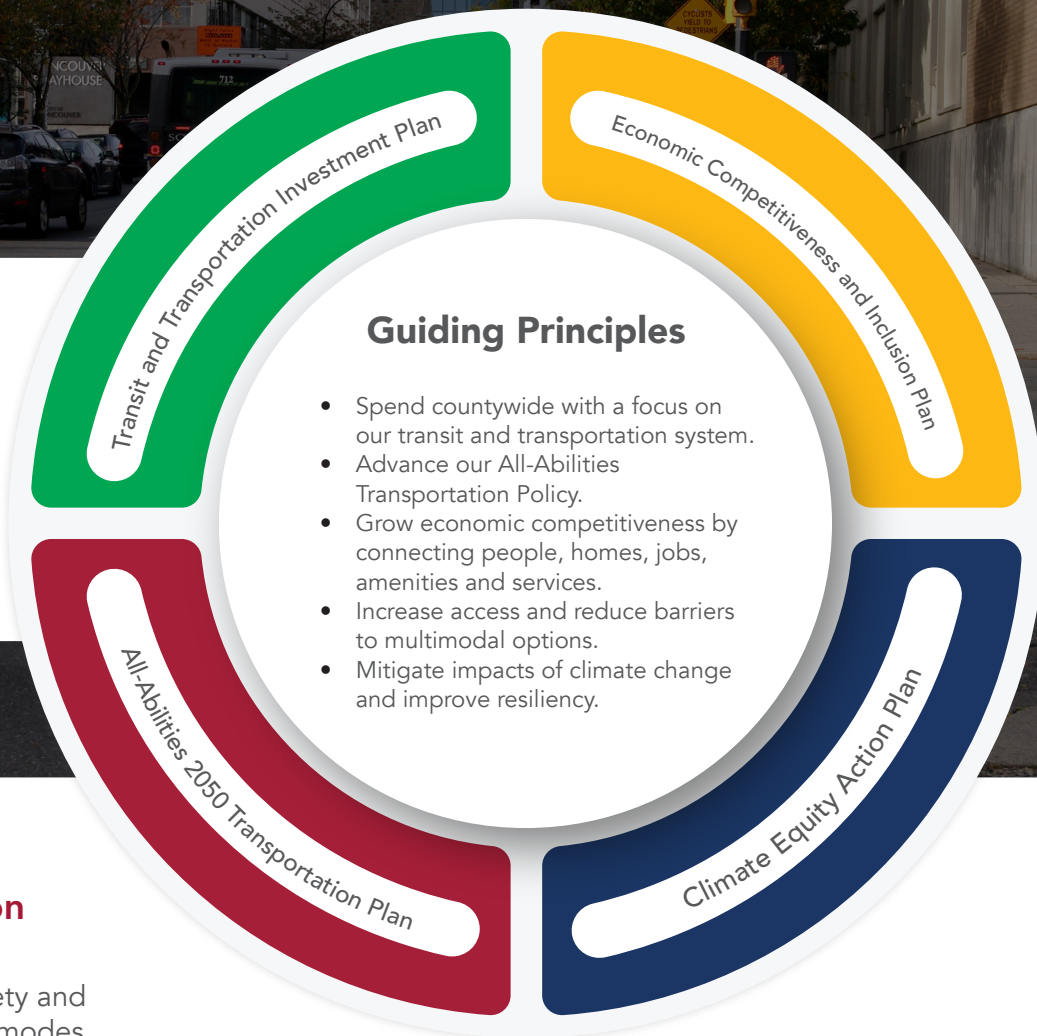 CYCLISTS
YIELD TO
PEDESTRIANS
712
Transit and Transportation Investment Plan
Economic Competitiveness and Inclusion Plan
Guiding Principles
• Spend countywide with a focus on
our transit and transportation system.
• Advance our All-Abilities
Transportation Policy.
• Grow economic competitiveness by
connecting people, homes, jobs,
amenities and services.
• Increase access and reduce barriers
to multimodal options.
• Mitigate impacts of climate change
and improve resiliency.
All-Abilities 2050 Transportation Plan
Climate Equity Action Plan
on
ety and
modes